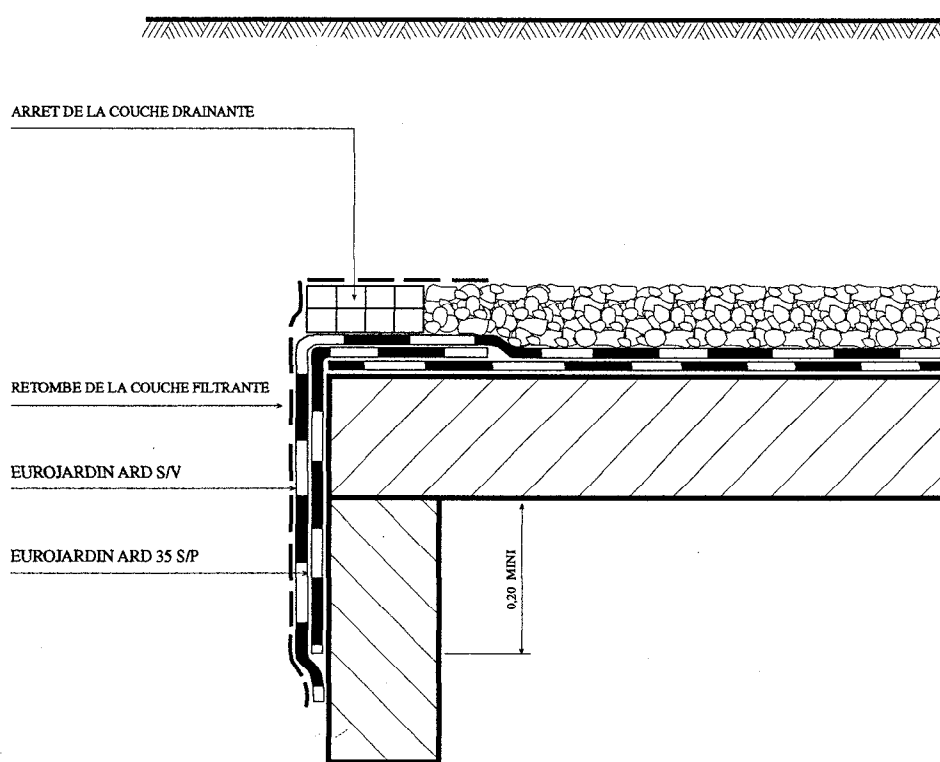 ARRET DE LA COUCHE DRAINANTE
RETOMBE DE LA COUCHE FILTRANTE
EUROJARDIN ARD S/V
EUROJARDIN ARD 35 S/P
0,20 MINI